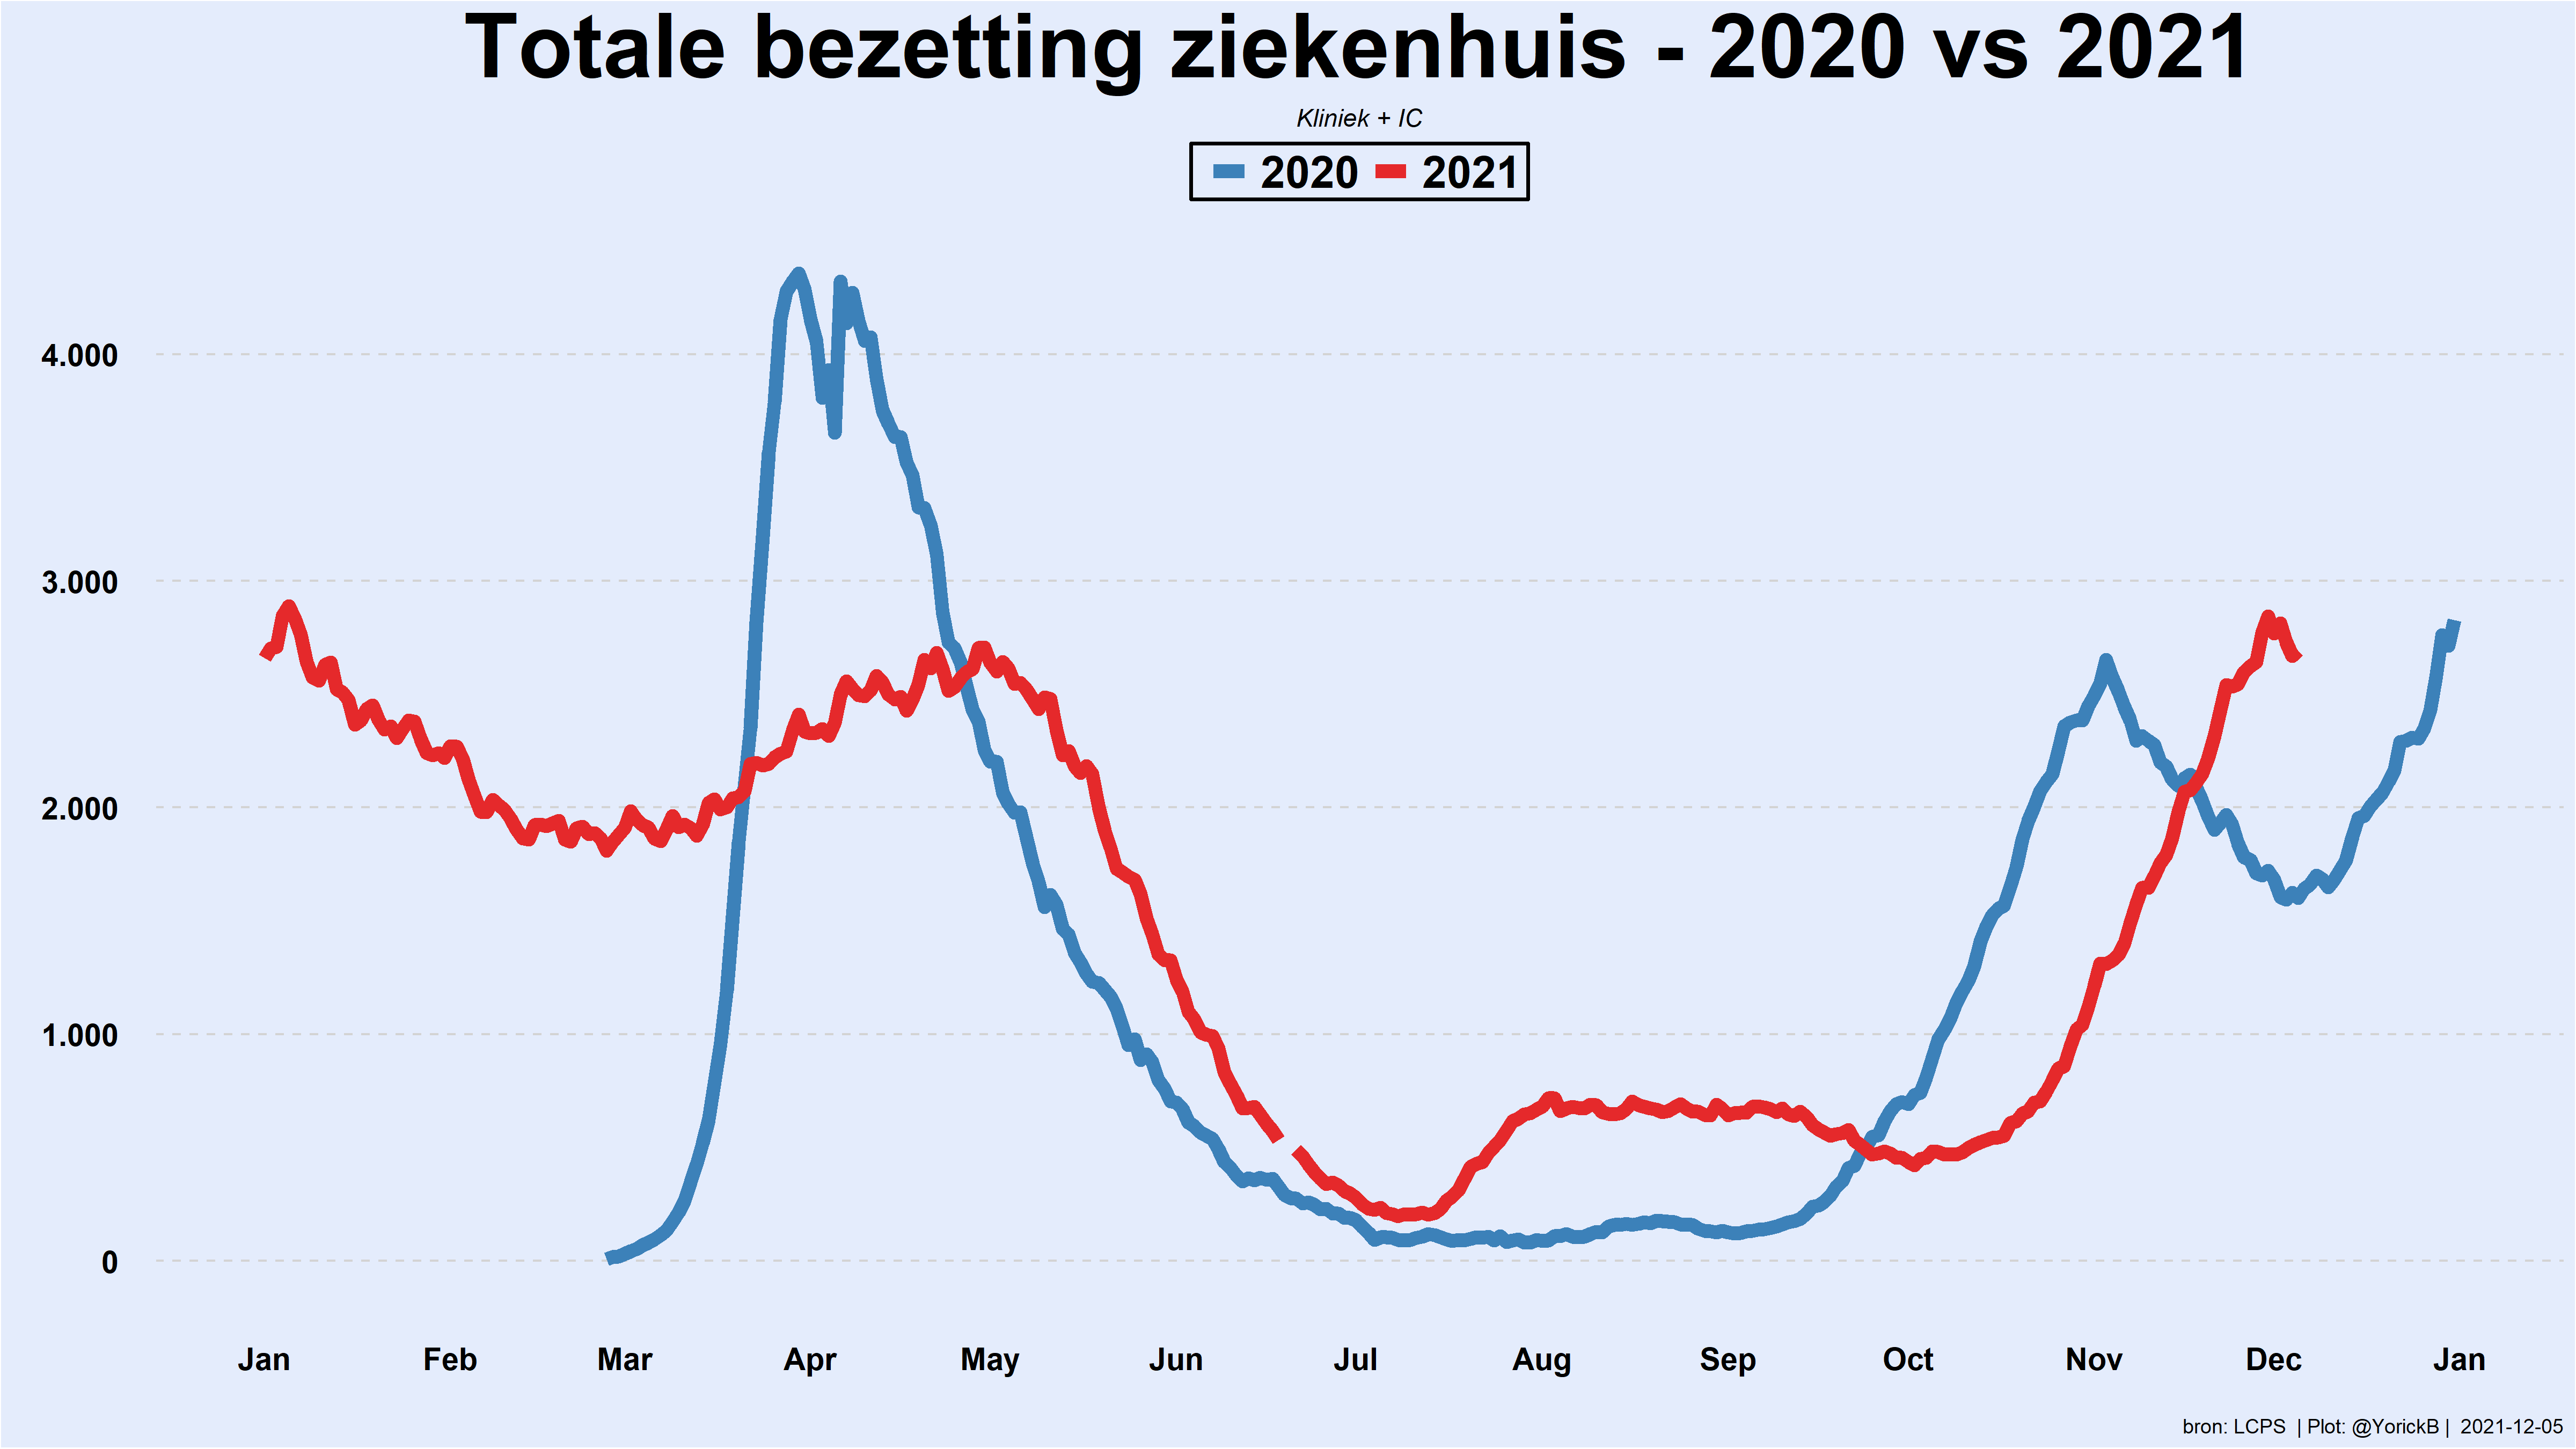 Totale bezetting ziekenhuis - 2020 vs 2021
Kliniek + IC
2020 2021
4.000
3.000
2.000
1.000
0
Jan Feb Mar Apr May Jun Jul Aug Sep Oct Nov Dec Jan
bron: LCPS | Plot: @YorickB | 2021-12-05